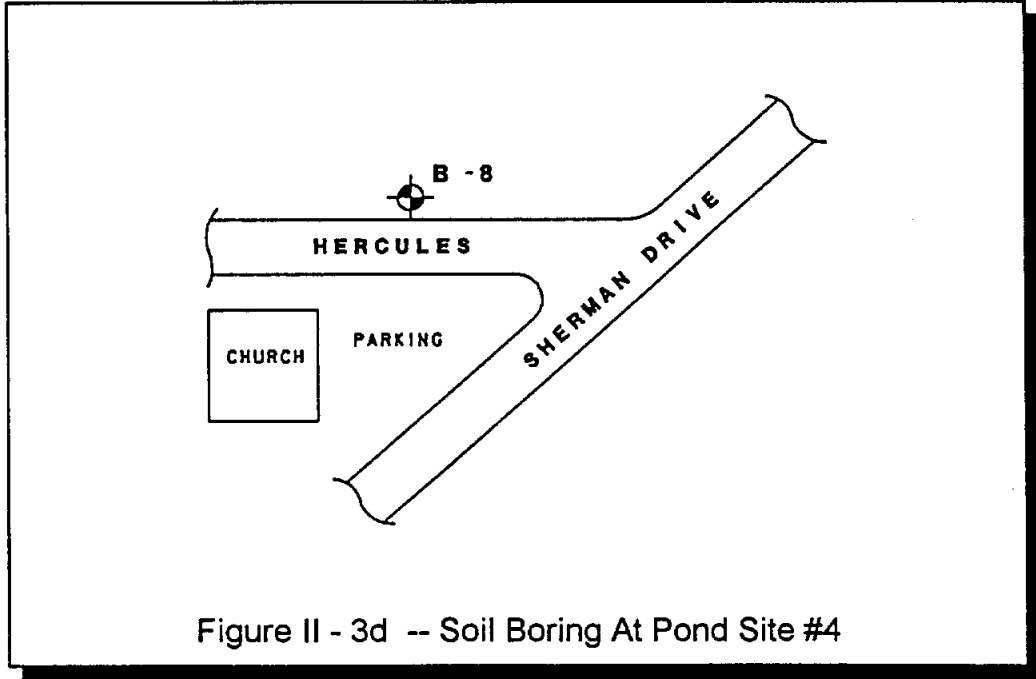 B - 8
HERCULES
SHERMAN DRIVE
PARKING
CHURCH
Figure II - 3d -- Soil Boring At Pond Site #4